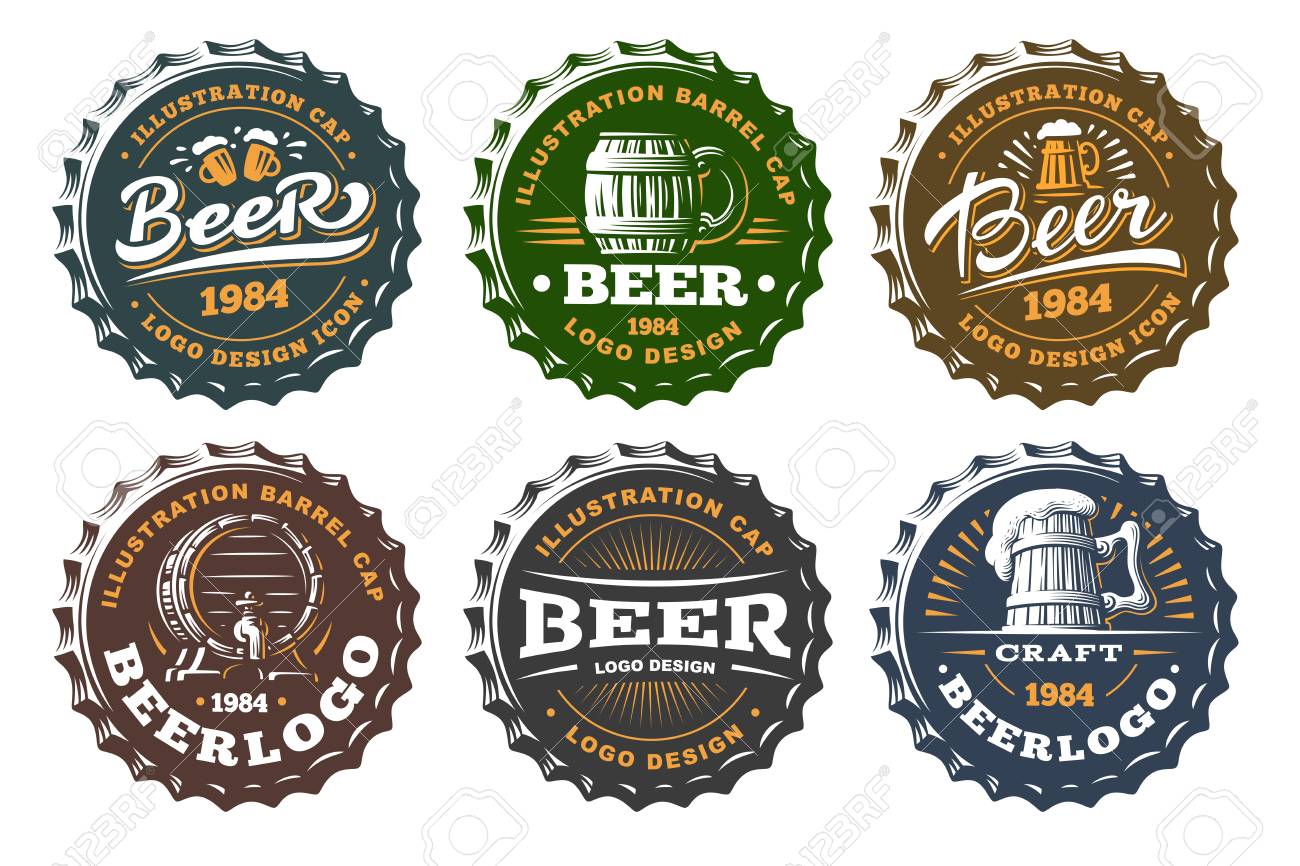 ILLUSTRATION CAP
BeeR
1984
LOGO DESIGN ICON
ILLUSTRATION BARREL CAP
BEER
1984
LOGO DESIGN
ILLUSTRATION CAP
Beer
1984
LOGO DESIGN ICON
ILLUSTRATION BARREL CAP
1984
BEERLOGO
ILLUSTRATION CAP
BEER
LOGO DESIGN
LOGO DESIGN
CRAFT
1984
BEERLOGO
@123RF